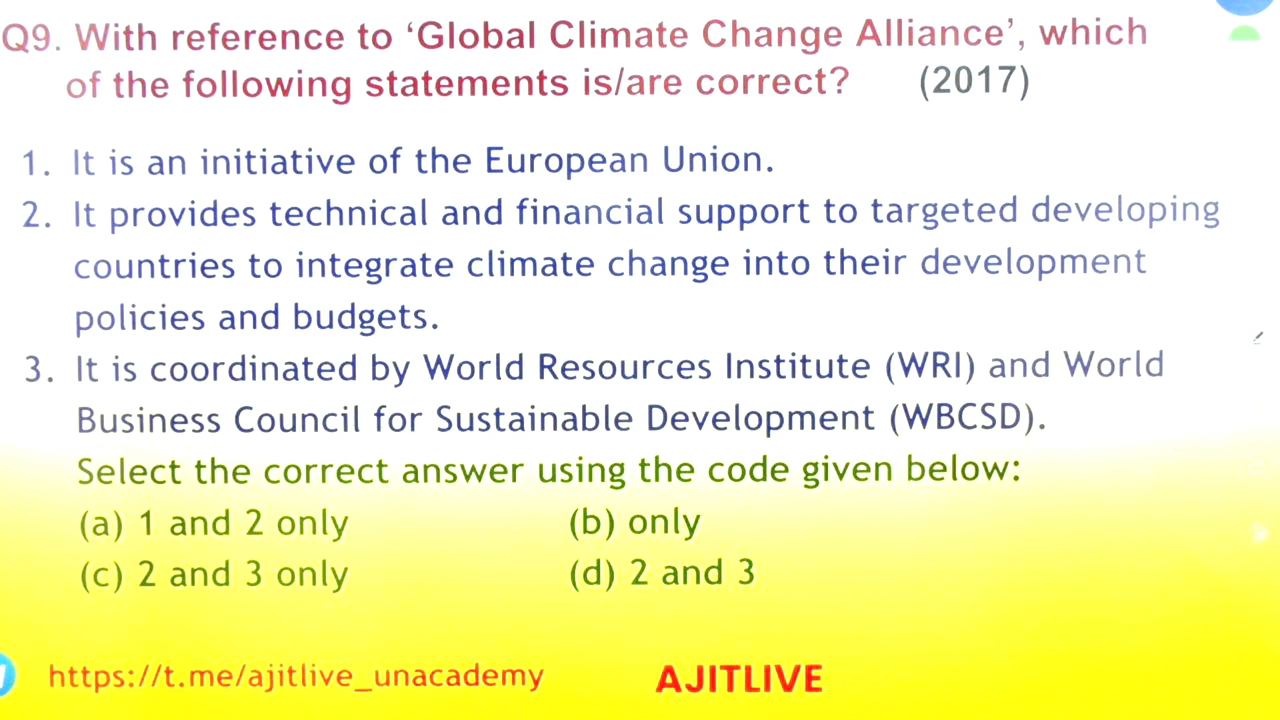 Q9. With reference to ‘Global Climate Change Alliance’, which
of the following statements is/are correct? (2017)
1. It is an initiative of the European Union.
2. It provides technical and financial support to targeted developing
countries to integrate climate change into their development
policies and budgets.
3. It is coordinated by World Resources Institute (WRI) and World
Business Council for Sustainable Development (WBCSD).
Select the correct answer using the code given below:
(a) 1 and 2 only (b) only
(c) 2 and 3 only (d) 2 and 3
https://t.me/ajitlive_unacademy AJITLIVE